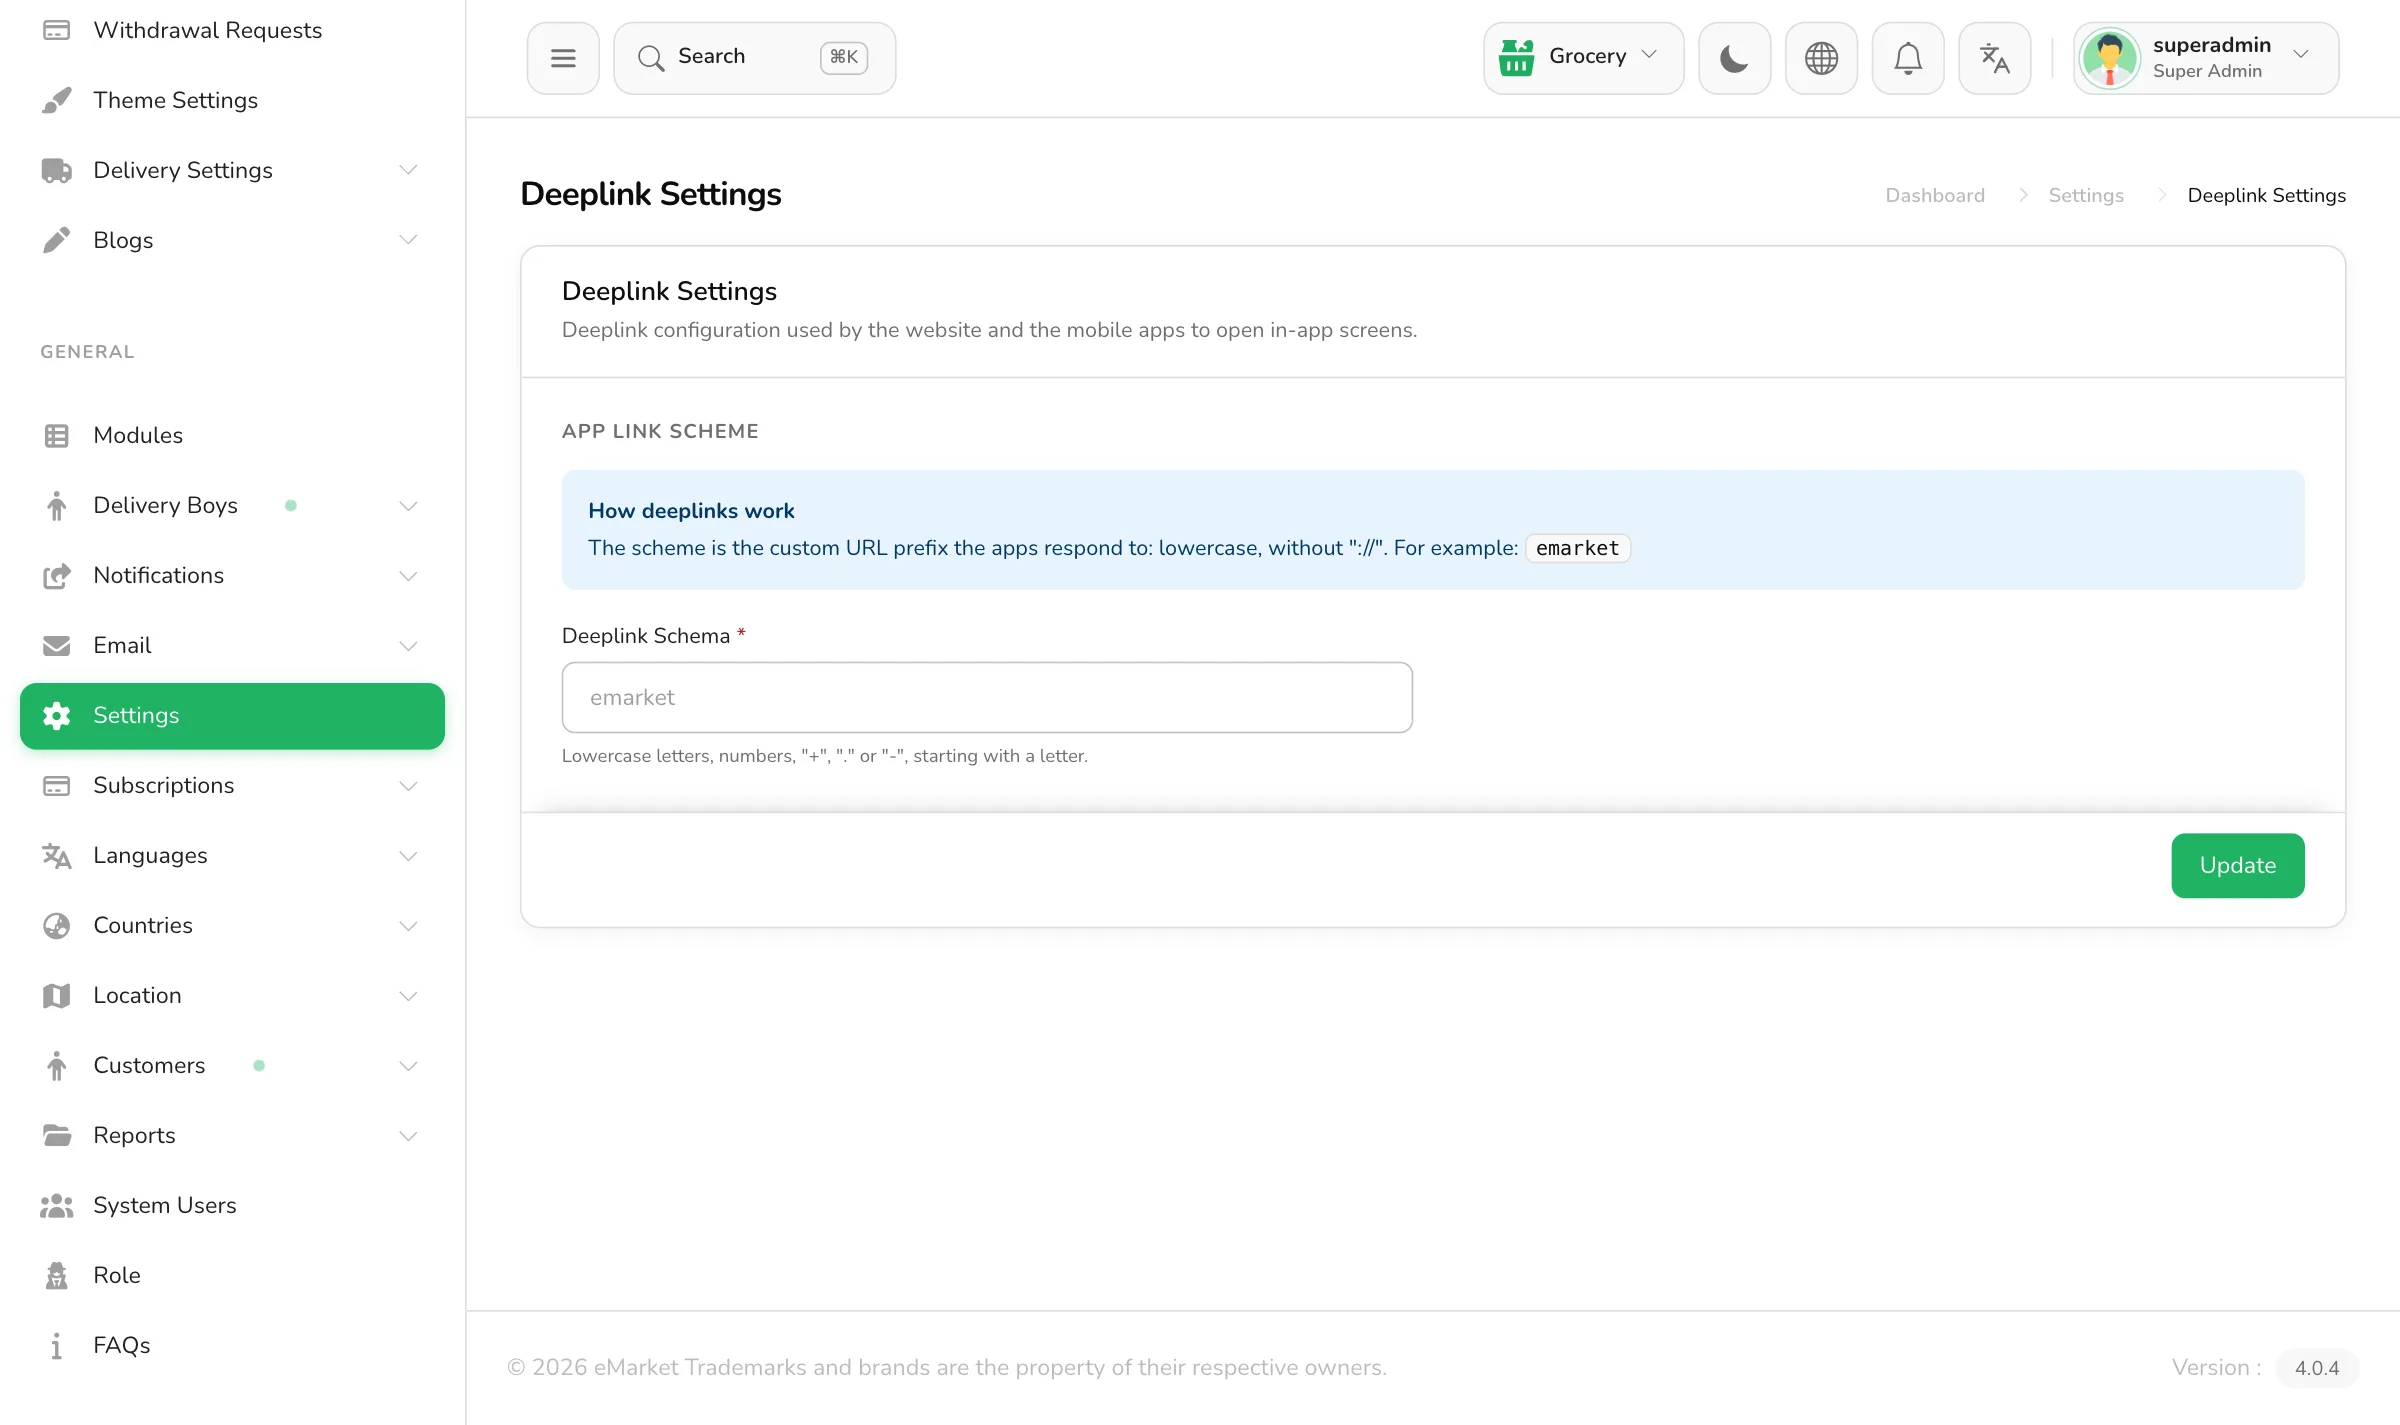 Withdrawal Requests
Theme Settings
Delivery Settings
Blogs
GENERAL
Modules
Delivery Boys
Notifications
Email
Settings
Subscriptions
Languages
Countries
Location
Customers
Reports
System Users
Role
FAQs
Search
⌘K
Grocery
superadmin
Super Admin
Deeplink Settings
Dashboard
Settings
Deeplink Settings
Deeplink Settings
Deeplink configuration used by the website and the mobile apps to open in-app screens.
APP LINK SCHEME
How deeplinks work
The scheme is the custom URL prefix the apps respond to: lowercase, without "://". For example: emarket
Deeplink Schema *
emarket
Lowercase letters, numbers, "+", "." or "-", starting with a letter.
Update
© 2026 eMarket Trademarks and brands are the property of their respective owners.
Version : 4.0.4